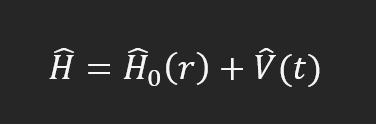 Ĥ = Ĥ₀(r) + V̂(t)